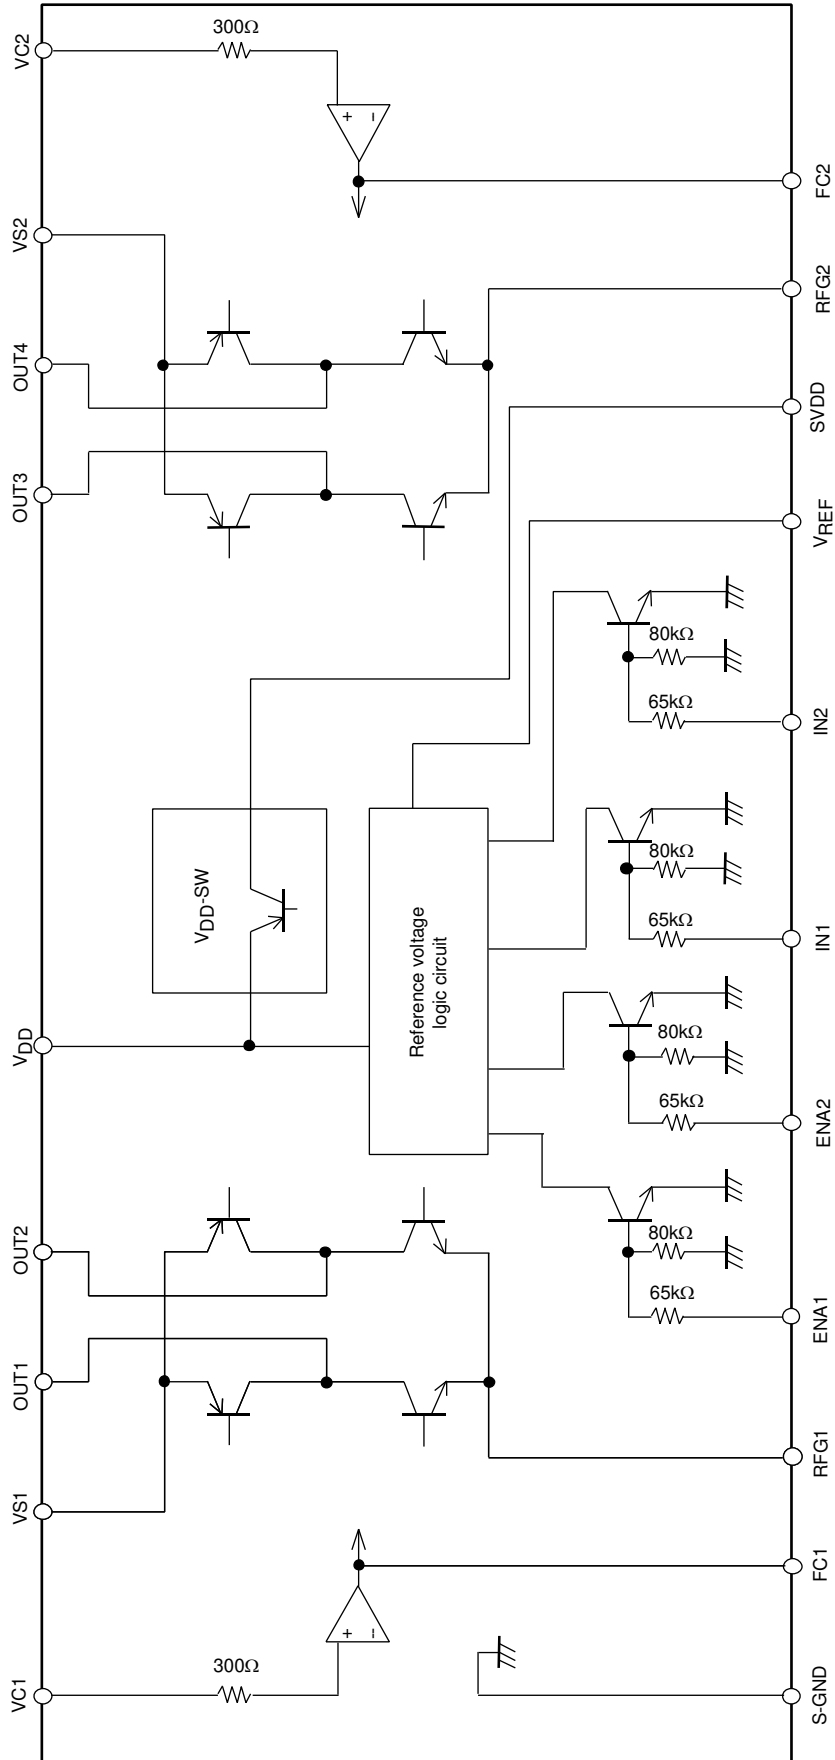 VC2
300Ω
+
−
FC2
VS2
RFG2
OUT4
SVDD
OUT3
VREF
80kΩ
65kΩ
IN2
VDD-SW
80kΩ
65kΩ
IN1
Reference voltage
logic circuit
VDD
80kΩ
65kΩ
ENA2
OUT2
80kΩ
65kΩ
ENA1
OUT1
RFG1
VS1
FC1
+
−
VC1
300Ω
S-GND